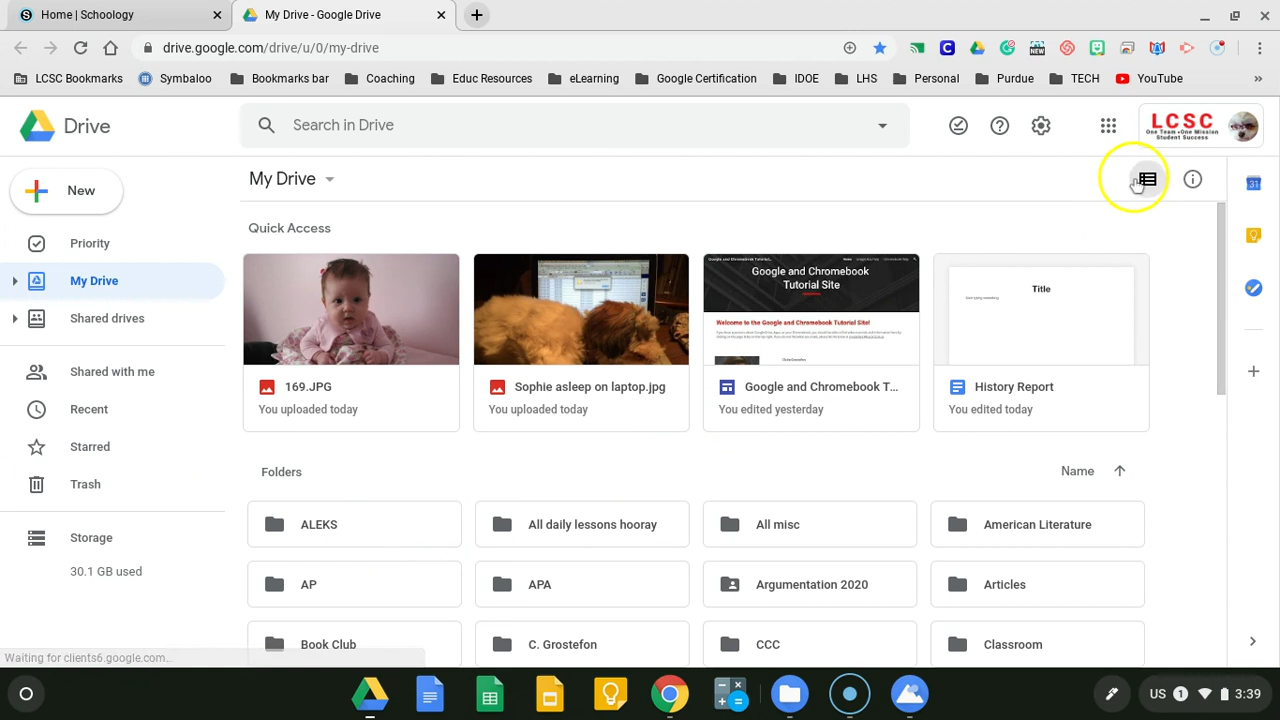 Home | Schoology
My Drive - Google Drive
drive.google.com/drive/u/0/my-drive
LCSC Bookmarks
Symbaloo
Bookmarks bar
Coaching
Educ Resources
eLearning
Google Certification
IDOE
LHS
Personal
Purdue
TECH
YouTube
Drive
Search in Drive
LCSC
One Team • One Mission
Student Success
New
My Drive
Priority
My Drive
Shared drives
Shared with me
Recent
Starred
Trash
Storage
30.1 GB used
Quick Access
Google and Chromebook
Tutorial Site
Welcome to the Google and Chromebook Tutorial Site!
Title
169.JPG
You uploaded today
Sophie asleep on laptop.jpg
You uploaded today
Google and Chromebook T...
You edited yesterday
History Report
You edited today
Folders
Name
ALEKS
All daily lessons hooray
All misc
American Literature
AP
APA
Argumentation 2020
Articles
Book Club
C. Grostefon
CCC
Classroom
Waiting for clients6.google.com...
US
1
3:39